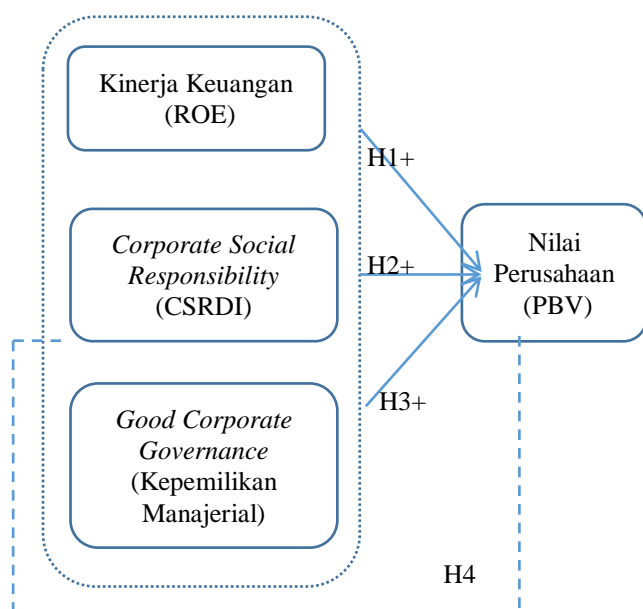 Kinerja Keuangan
(ROE)
H1+
Corporate Social
Responsibility
(CSRDI)
H2+
Nilai
Perusahaan
(PBV)
Good Corporate
Governance
(Kepemilikan
Manajerial)
H3+
H4